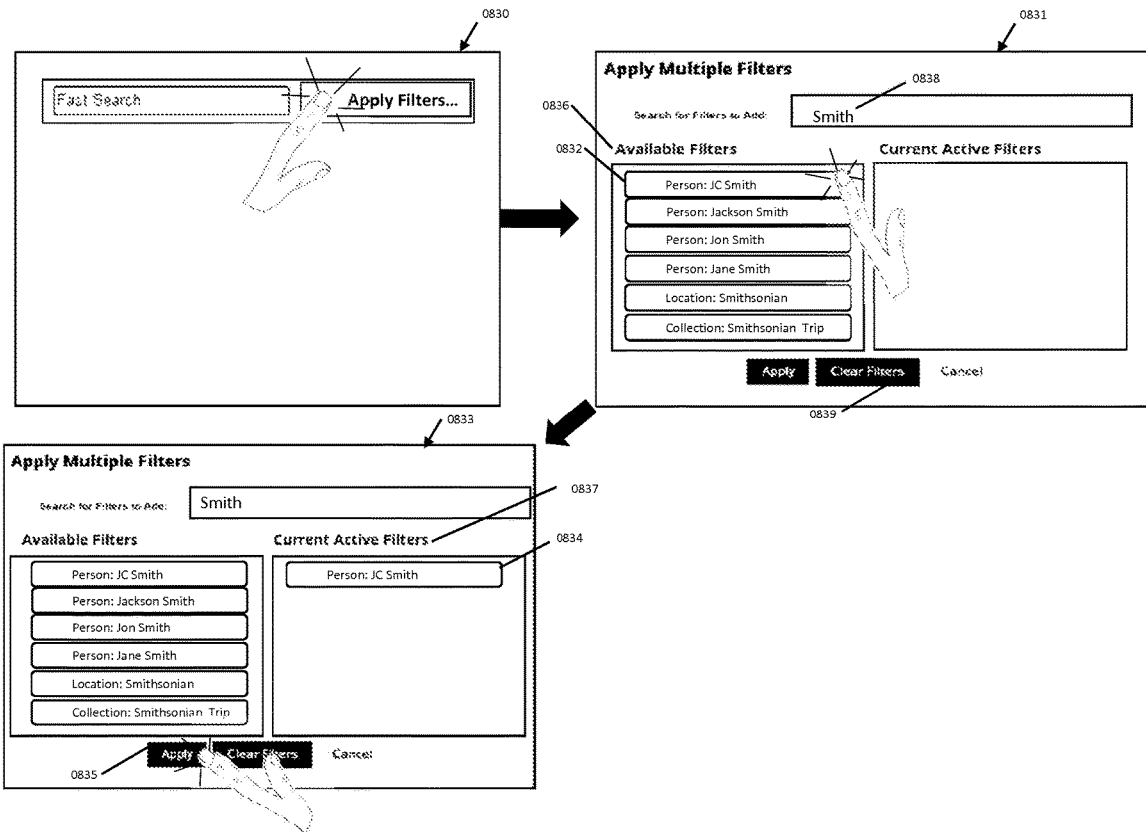 0830
Fast Search
Apply Filters...
0831
Apply Multiple Filters
0838
Search for Filters to Add:
Smith
0836
Available Filters
Current Active Filters
0832
Person: JC Smith
Person: Jackson Smith
Person: Jon Smith
Person: Jane Smith
Location: Smithsonian
Collection: Smithsonian Trip
Apply
Clear Filters
Cancel
0839
0833
Apply Multiple Filters
Search for Filters to Add:
Smith
0837
Available Filters
Current Active Filters
0834
Person: JC Smith
Person: JC Smith
Person: Jackson Smith
Person: Jon Smith
Person: Jane Smith
Location: Smithsonian
Collection: Smithsonian Trip
Apply
Clear Filters
Cancel
0835